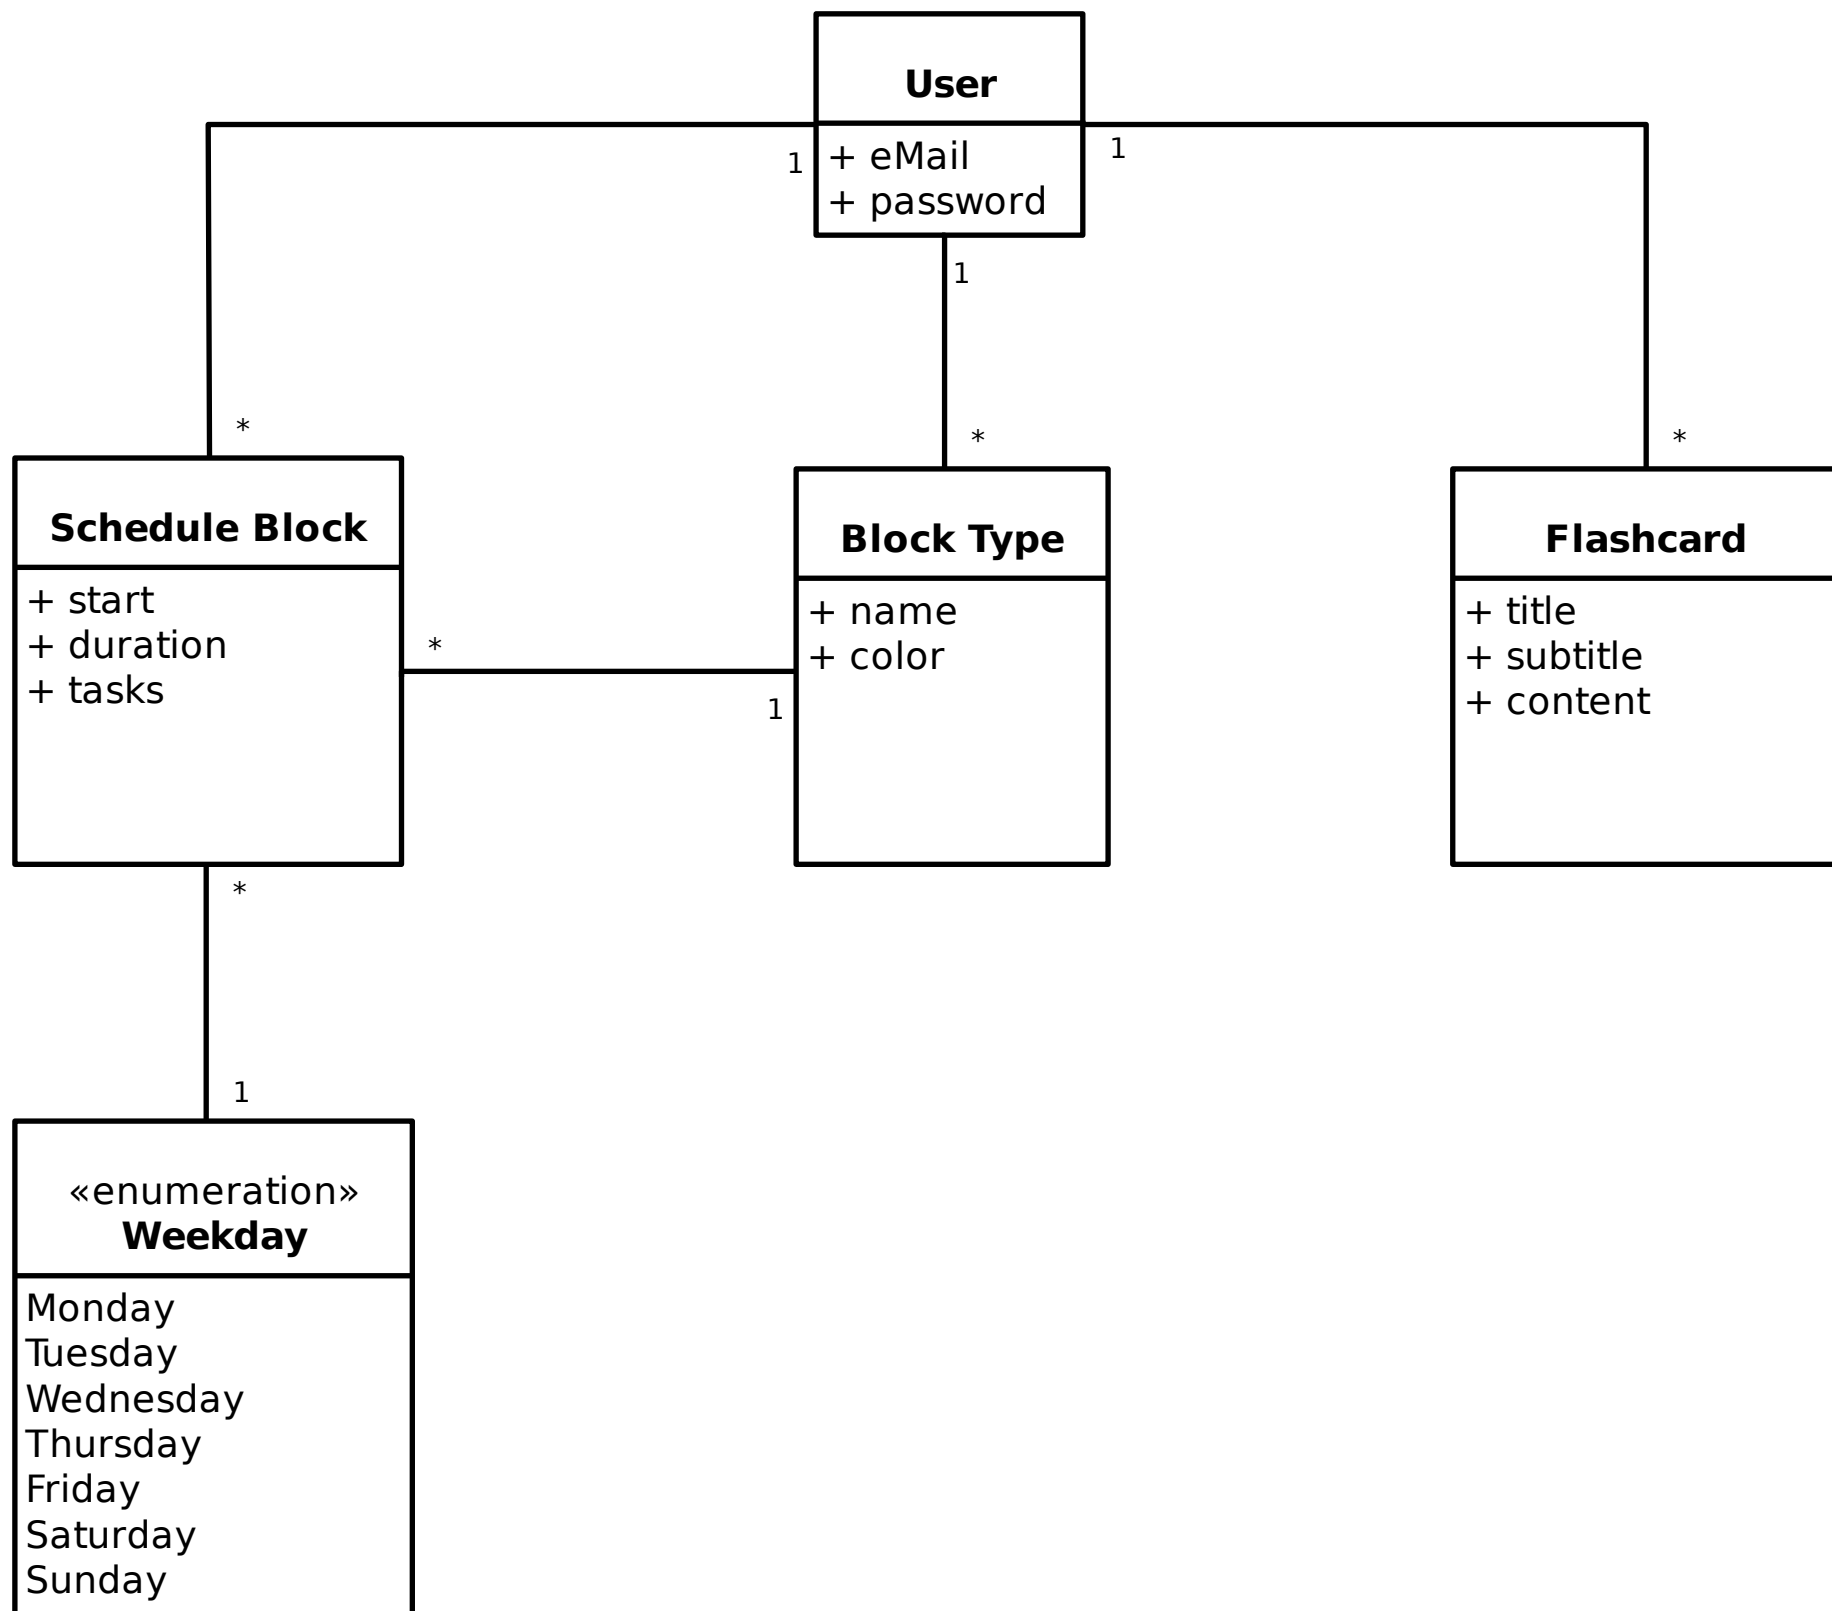 User
+ eMail
+ password
1
1
1
*
*
*
Schedule Block
+ start
+ duration
+ tasks
*
1
Block Type
+ name
+ color
Flashcard
+ title
+ subtitle
+ content
*
1
«enumeration»
Weekday
Monday
Tuesday
Wednesday
Thursday
Friday
Saturday
Sunday